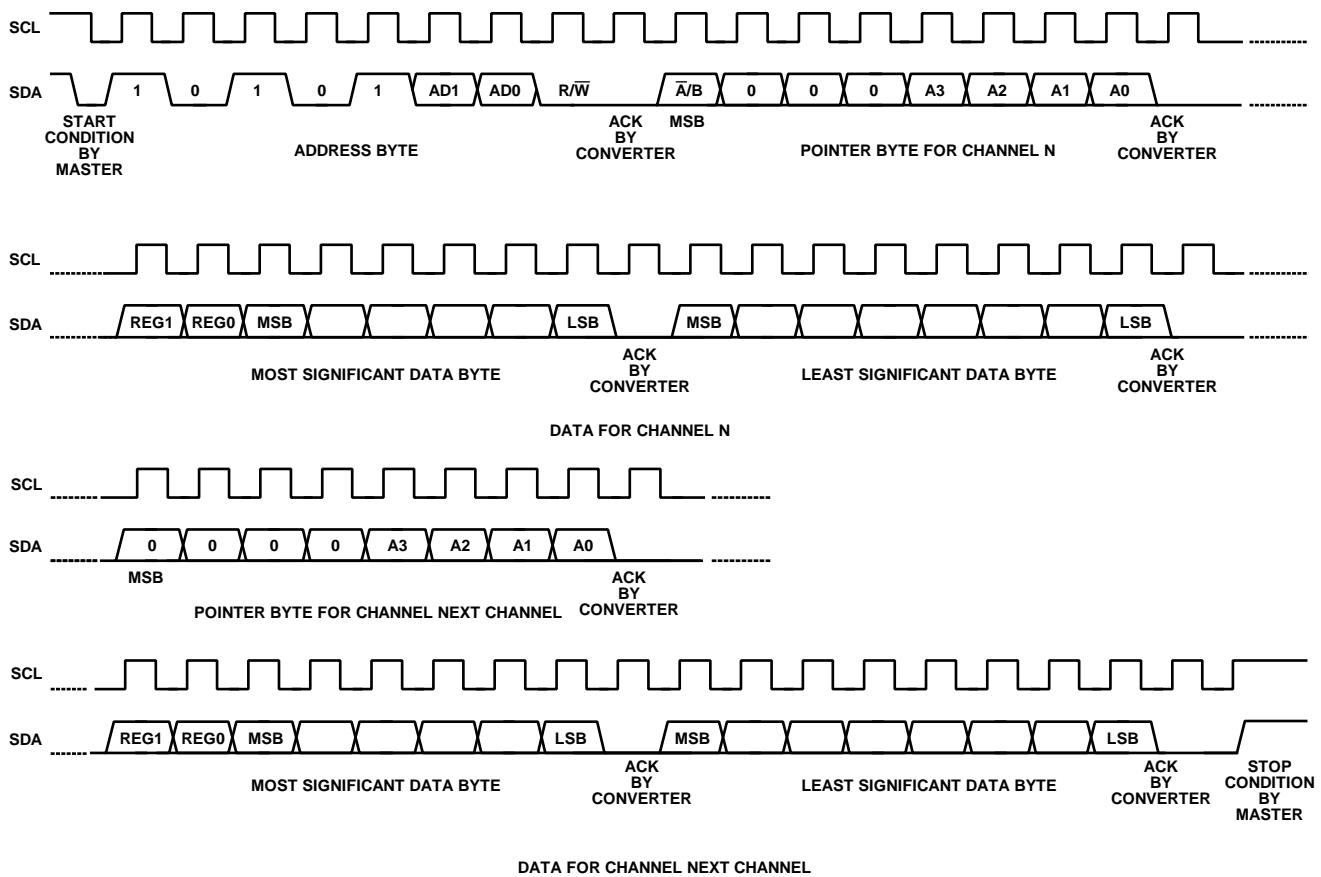 SCL
SDA
1 0 1 0 1 AD1 AD0 R/W̅ A̅/B 0 0 0 A3 A2 A1 A0
START CONDITION BY MASTER
ADDRESS BYTE
ACK BY CONVERTER
MSB
POINTER BYTE FOR CHANNEL N
ACK BY CONVERTER
SCL
SDA
REG1 REG0 MSB LSB MSB LSB
MOST SIGNIFICANT DATA BYTE
ACK BY CONVERTER
LEAST SIGNIFICANT DATA BYTE
ACK BY CONVERTER
DATA FOR CHANNEL N
SCL
SDA
0 0 0 0 A3 A2 A1 A0
MSB
POINTER BYTE FOR CHANNEL NEXT CHANNEL
ACK BY CONVERTER
SCL
SDA
REG1 REG0 MSB LSB MSB LSB
MOST SIGNIFICANT DATA BYTE
ACK BY CONVERTER
LEAST SIGNIFICANT DATA BYTE
ACK BY CONVERTER
STOP CONDITION BY MASTER
DATA FOR CHANNEL NEXT CHANNEL